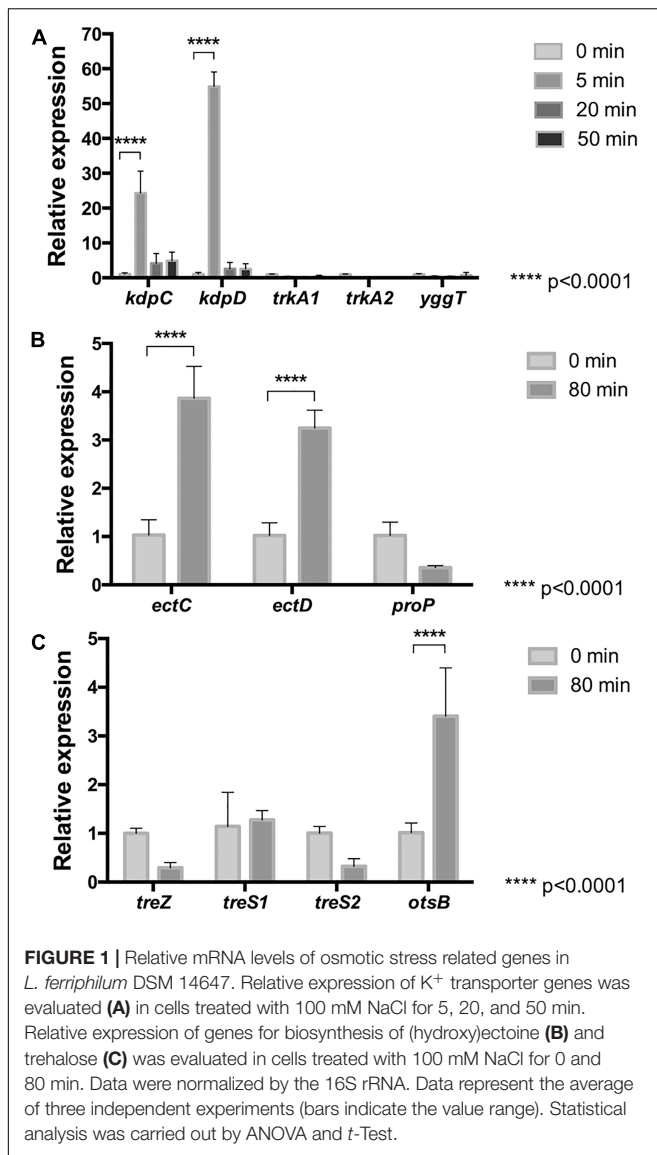 A
Relative expression
70
60
50
40
30
20
10
0
****
****
kdpC kdpD trkA1 trkA2 yggT
0 min
5 min
20 min
50 min
**** p<0.0001
B
Relative expression
5
4
3
2
1
0
****
****
ectC ectD proP
0 min
80 min
**** p<0.0001
C
Relative expression
5
4
3
2
1
0
****
treZ treS1 treS2 otsB
0 min
80 min
**** p<0.0001
FIGURE 1 | Relative mRNA levels of osmotic stress related genes in
L. ferriphilum DSM 14647. Relative expression of K+ transporter genes was
evaluated (A) in cells treated with 100 mM NaCl for 5, 20, and 50 min.
Relative expression of genes for biosynthesis of (hydroxy)ectoine (B) and
trehalose (C) was evaluated in cells treated with 100 mM NaCl for 0 and
80 min. Data were normalized by the 16S rRNA. Data represent the average
of three independent experiments (bars indicate the value range). Statistical
analysis was carried out by ANOVA and t-Test.